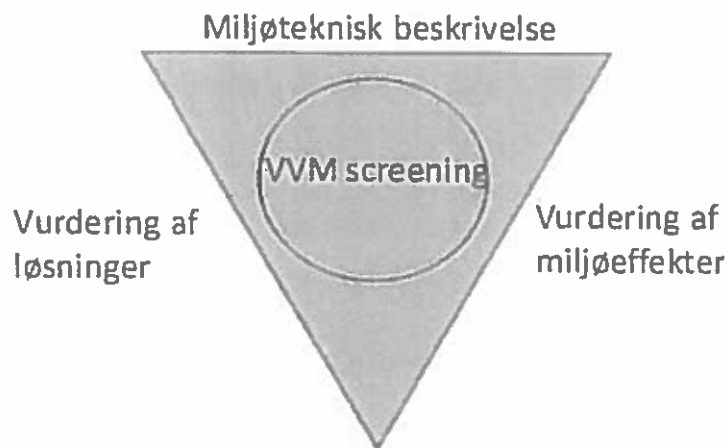 Miljøteknisk beskrivelse
VVM screening
Vurdering af
løsninger
Vurdering af
miljøeffekter